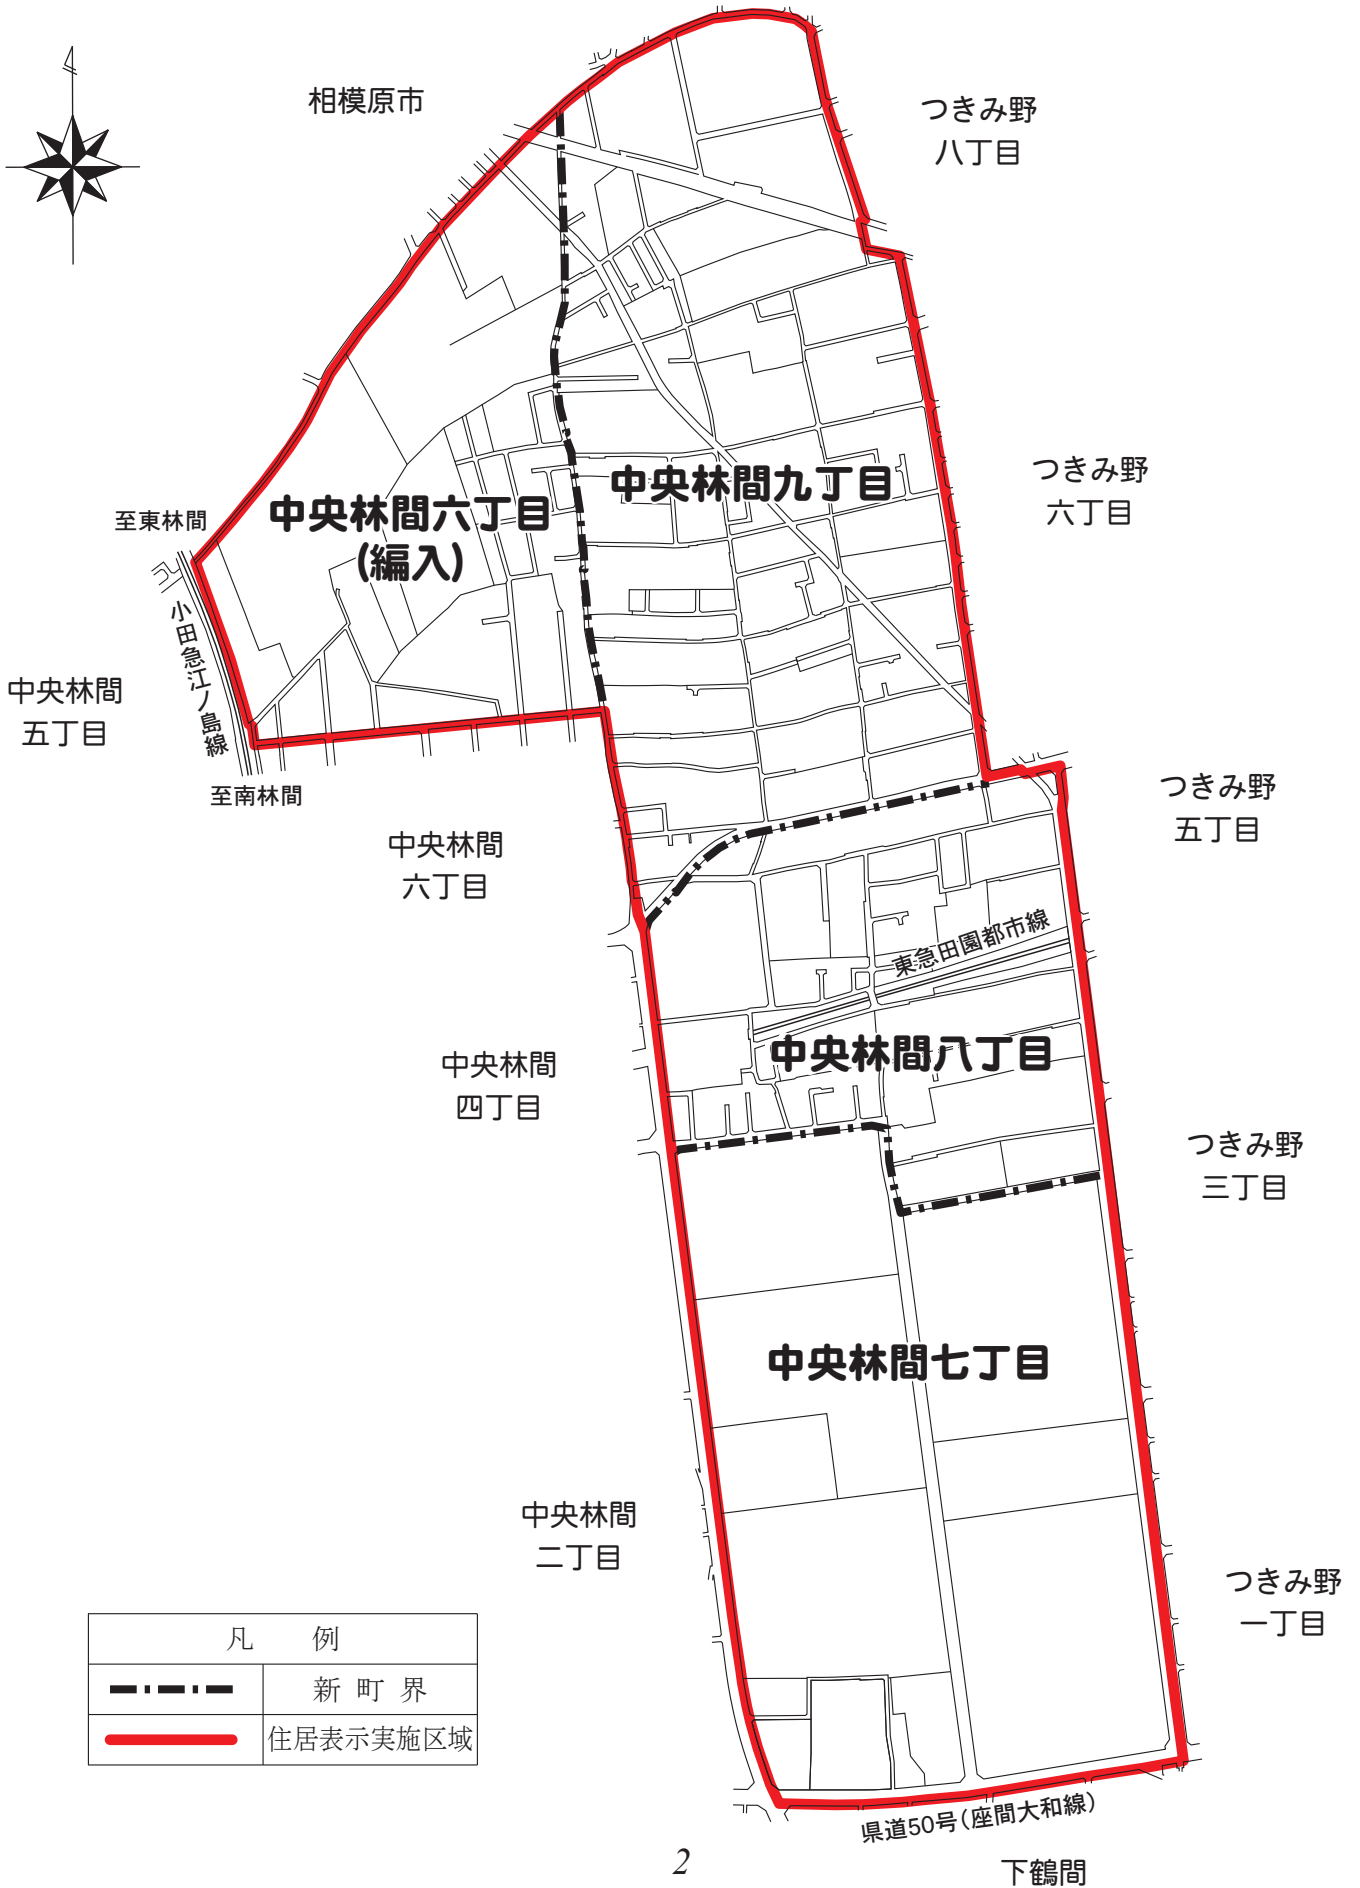 相模原市
つきみ野
八丁目
つきみ野
六丁目
中央林間九丁目
中央林間六丁目
(編入)
至東林間
小田急江ノ島線
中央林間
五丁目
至南林間
つきみ野
五丁目
中央林間
六丁目
東急田園都市線
中央林間八丁目
中央林間
四丁目
つきみ野
三丁目
中央林間七丁目
中央林間
二丁目
つきみ野
一丁目
凡 例
新 町 界
住居表示実施区域
県道50号(座間大和線)
下鶴間
2